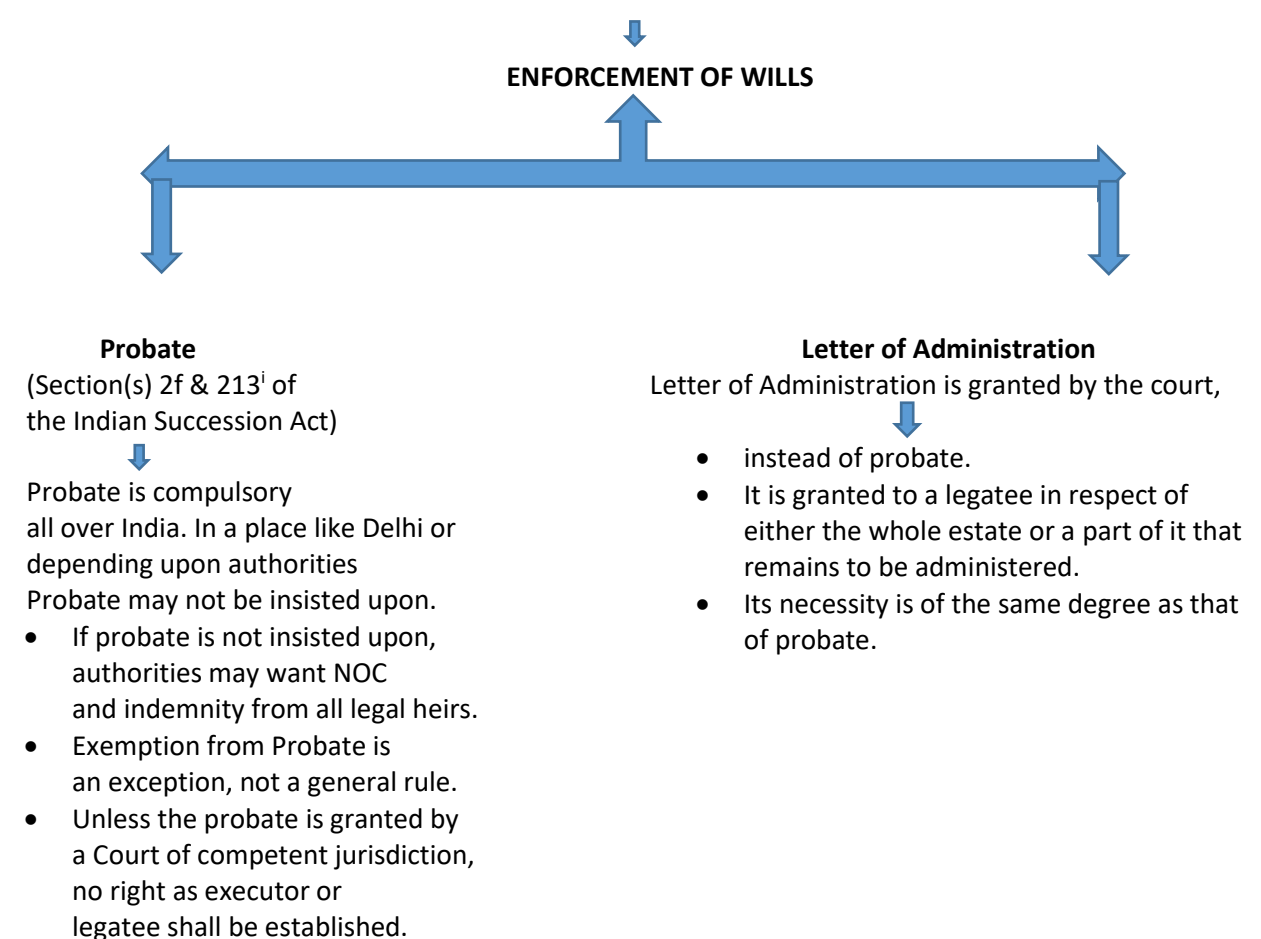 ENFORCEMENT OF WILLS
Probate
(Section(s) 2f & 213i of
the Indian Succession Act)
Probate is compulsory
all over India. In a place like Delhi or
depending upon authorities
Probate may not be insisted upon.
• If probate is not insisted upon,
authorities may want NOC
and indemnity from all legal heirs.
• Exemption from Probate is
an exception, not a general rule.
• Unless the probate is granted by
a Court of competent jurisdiction,
no right as executor or
legatee shall be established.
Letter of Administration
Letter of Administration is granted by the court,
• instead of probate.
• It is granted to a legatee in respect of
either the whole estate or a part of it that
remains to be administered.
• Its necessity is of the same degree as that
of probate.